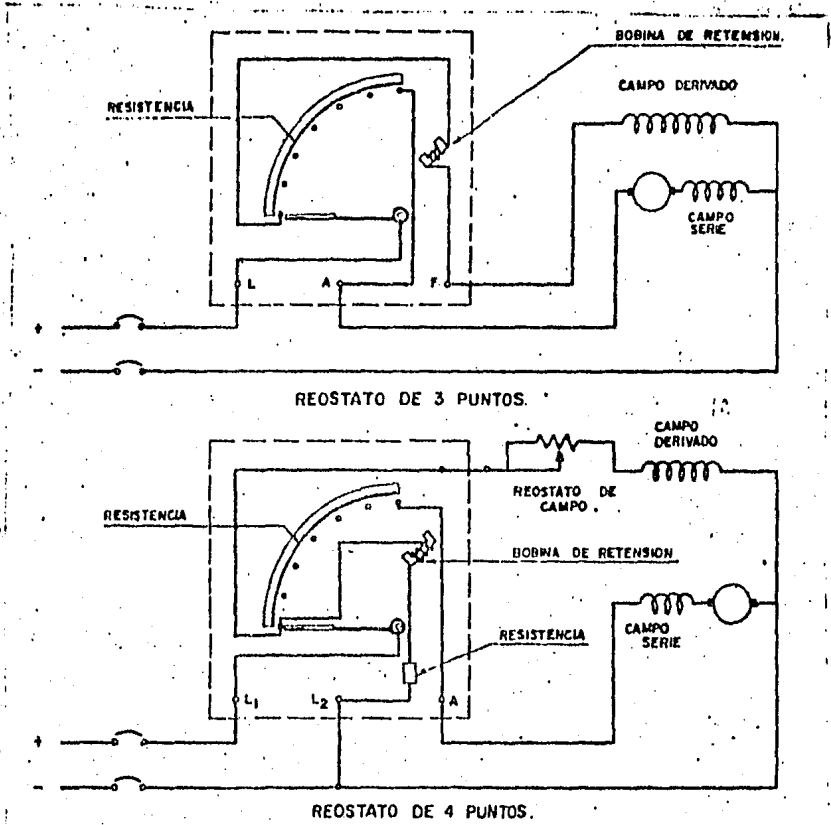 BOBINA DE RETENSION.
CAMPO DERIVADO
RESISTENCIA
CAMPO
SERIE
L
A
F
+
-
REOSTATO DE 3 PUNTOS.
CAMPO
DERIVADO
REOSTATO DE
CAMPO.
RESISTENCIA
BOBINA DE RETENSION
RESISTENCIA
CAMPO
SERIE
L1
L2
A
+
-
REOSTATO DE 4 PUNTOS.